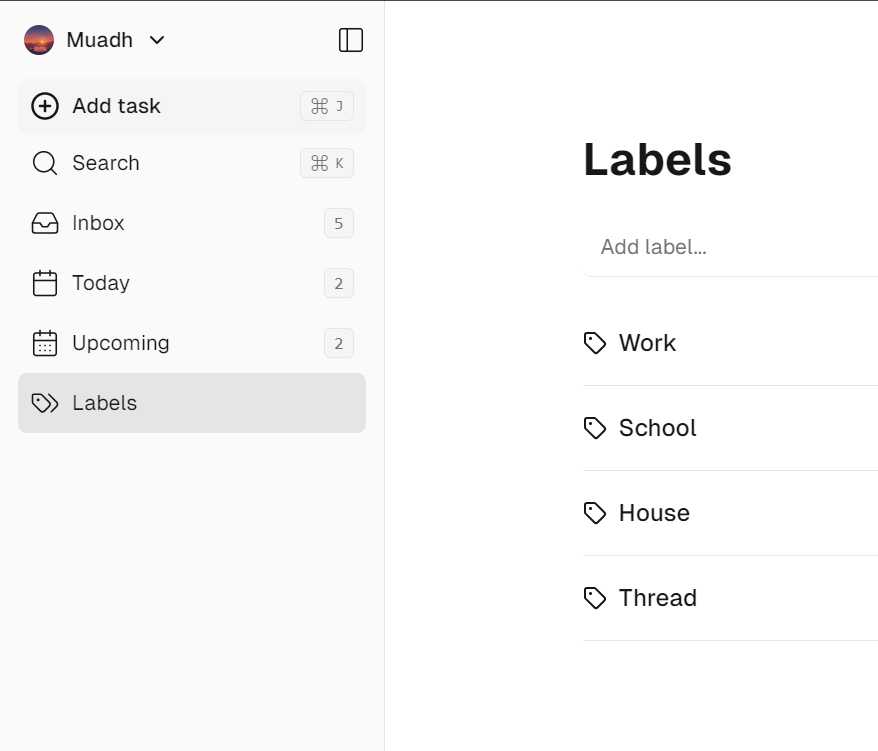 Muadh
Add task ⌘ J
Search ⌘ K
Inbox 5
Today 2
Upcoming 2
Labels
Labels
Add label...
Work
School
House
Thread